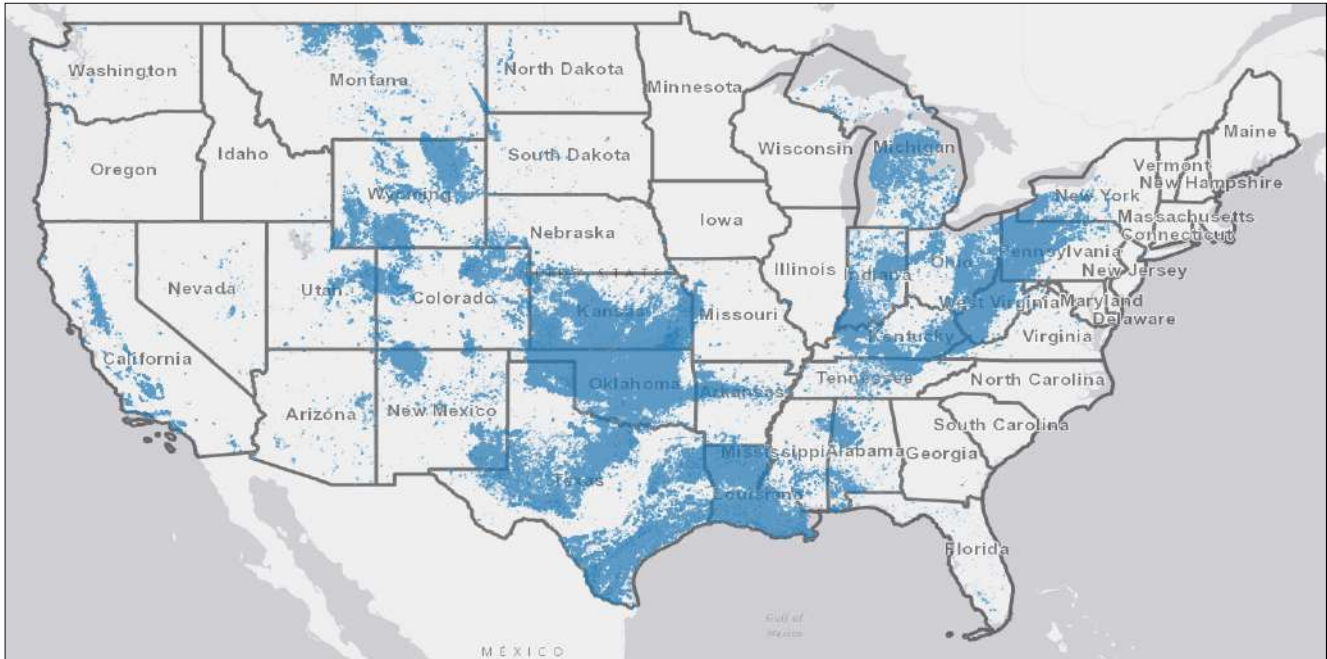 Washington
Montana
North Dakota
Minnesota
Maine
Oregon
Idaho
South Dakota
Wisconsin
Michigan
Vermont
New Hampshire
Wyoming
New York
Massachusetts
Connecticut
Iowa
Nebraska
Pennsylvania
Nevada
Utah
Colorado
Illinois
Indiana
Ohio
New Jersey
Kansas
Missouri
West Virginia
Maryland
Delaware
California
Kentucky
Virginia
Oklahoma
Arkansas
Tennessee
North Carolina
Arizona
New Mexico
South Carolina
Mississippi
Alabama
Georgia
Texas
Louisiana
Florida
Gulf of
Mexico
MÉXICO